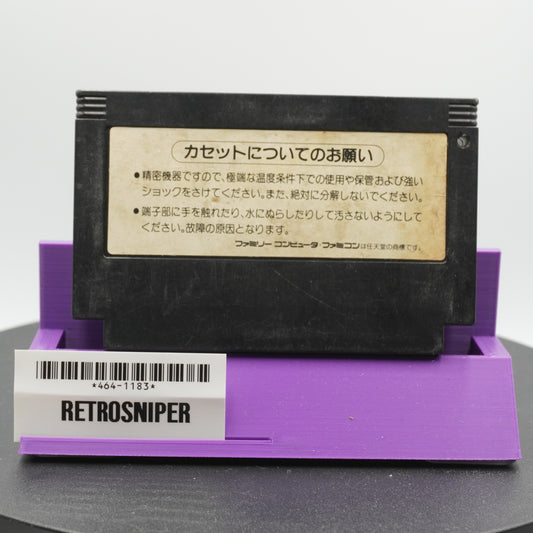 カセットについてのお願い
●精密機器ですので、極端な温度条件下での使用や保管および強い
ショックをさけてください。また、絶対に分解しないでください。
●端子部に手を触れたり、水にぬらしたりして汚さないようにして
ください。故障の原因となります。
ファミリー コンピュータ・ファミコンは任天堂の商標です。
*464-1183*
RETROSNIPER